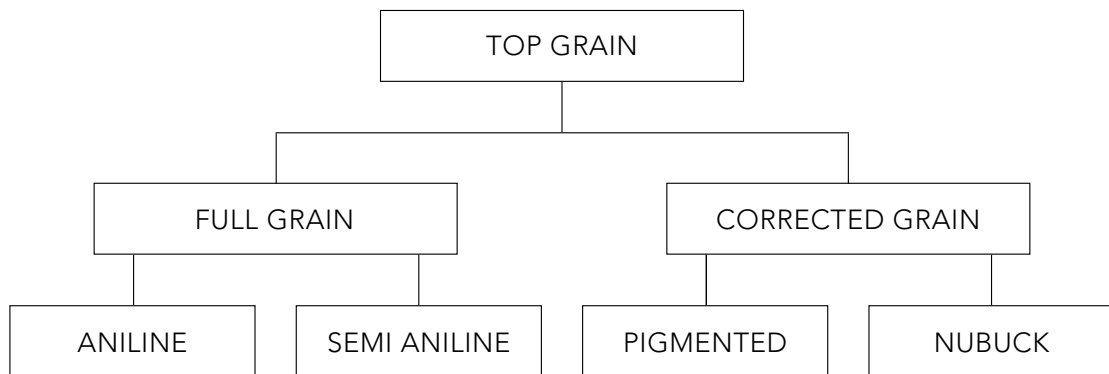 TOP GRAIN
FULL GRAIN
CORRECTED GRAIN
ANILINE
SEMI ANILINE
PIGMENTED
NUBUCK